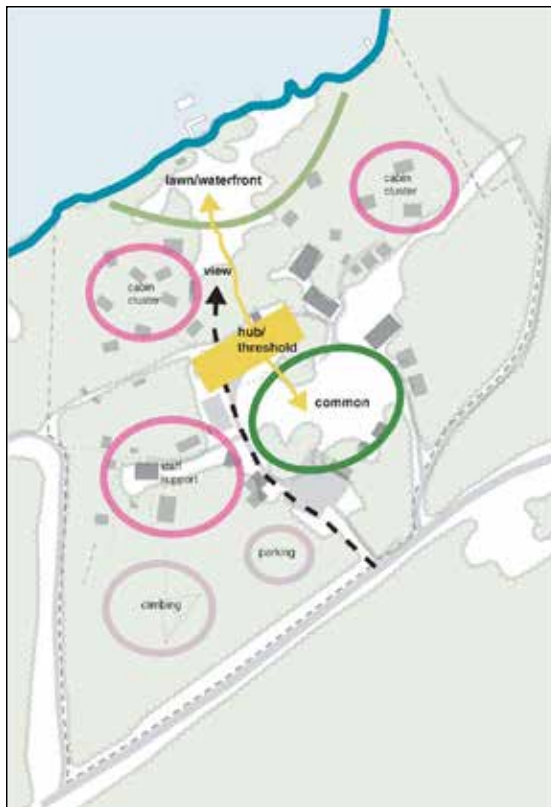 lawn/waterfront
cabin
cluster
view
cabin
cluster
hub/
threshold
common
staff
support
parking
climbing